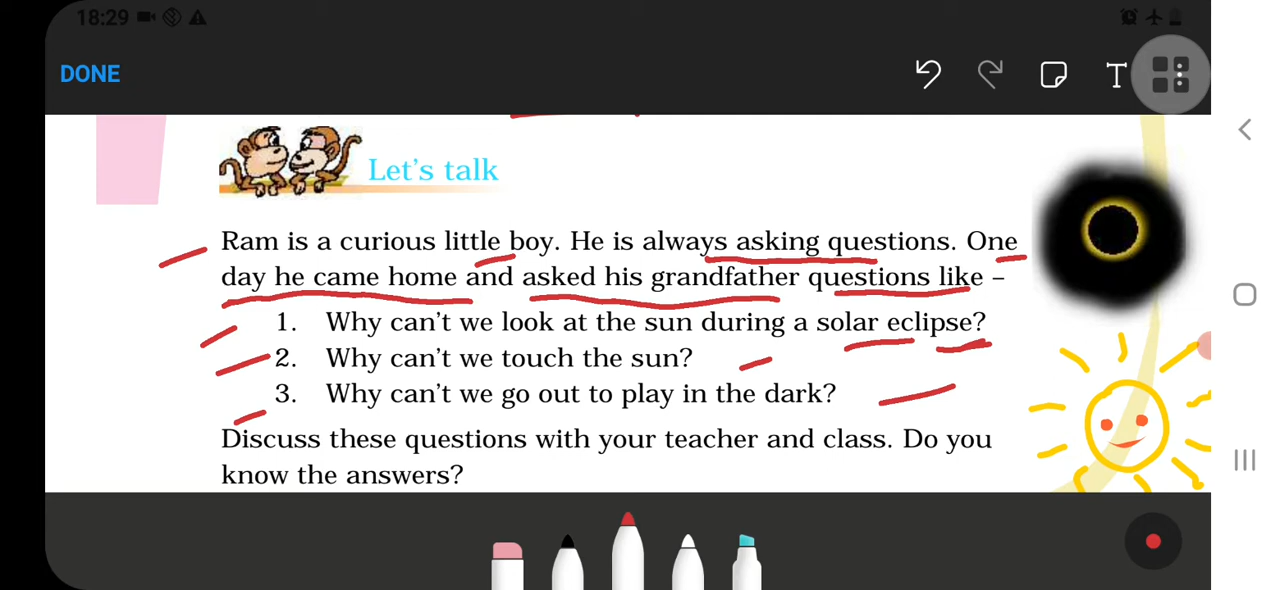 18:29
DONE
T
Let's talk
Ram is a curious little boy. He is always asking questions. One
day he came home and asked his grandfather questions like –
1. Why can't we look at the sun during a solar eclipse?
2. Why can't we touch the sun?
3. Why can't we go out to play in the dark?
Discuss these questions with your teacher and class. Do you
know the answers?